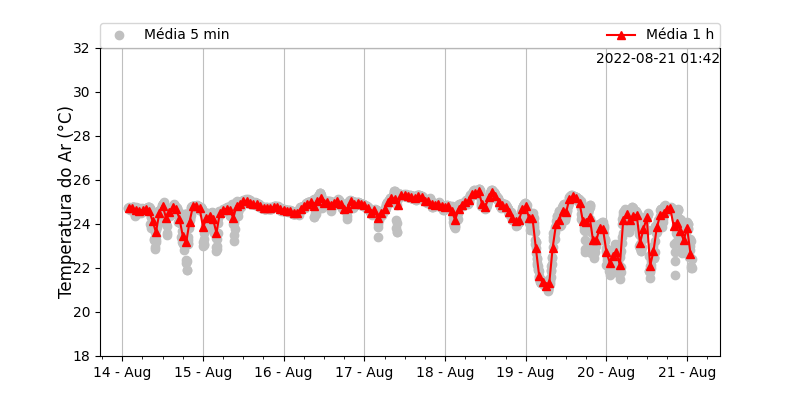 Média 5 min
Média 1 h
2022-08-21 01:42
Temperatura do Ar (°C)
32
30
28
26
24
22
20
18
14 - Aug
15 - Aug
16 - Aug
17 - Aug
18 - Aug
19 - Aug
20 - Aug
21 - Aug